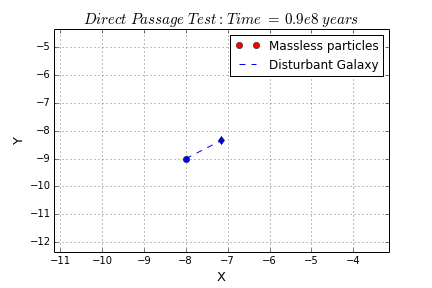 Direct Passage Test: Time = 0.9e8 years
Massless particles
Disturbant Galaxy
Y
−5
−6
−7
−8
−9
−10
−11
−12
−11 −10 −9 −8 −7 −6 −5 −4
X